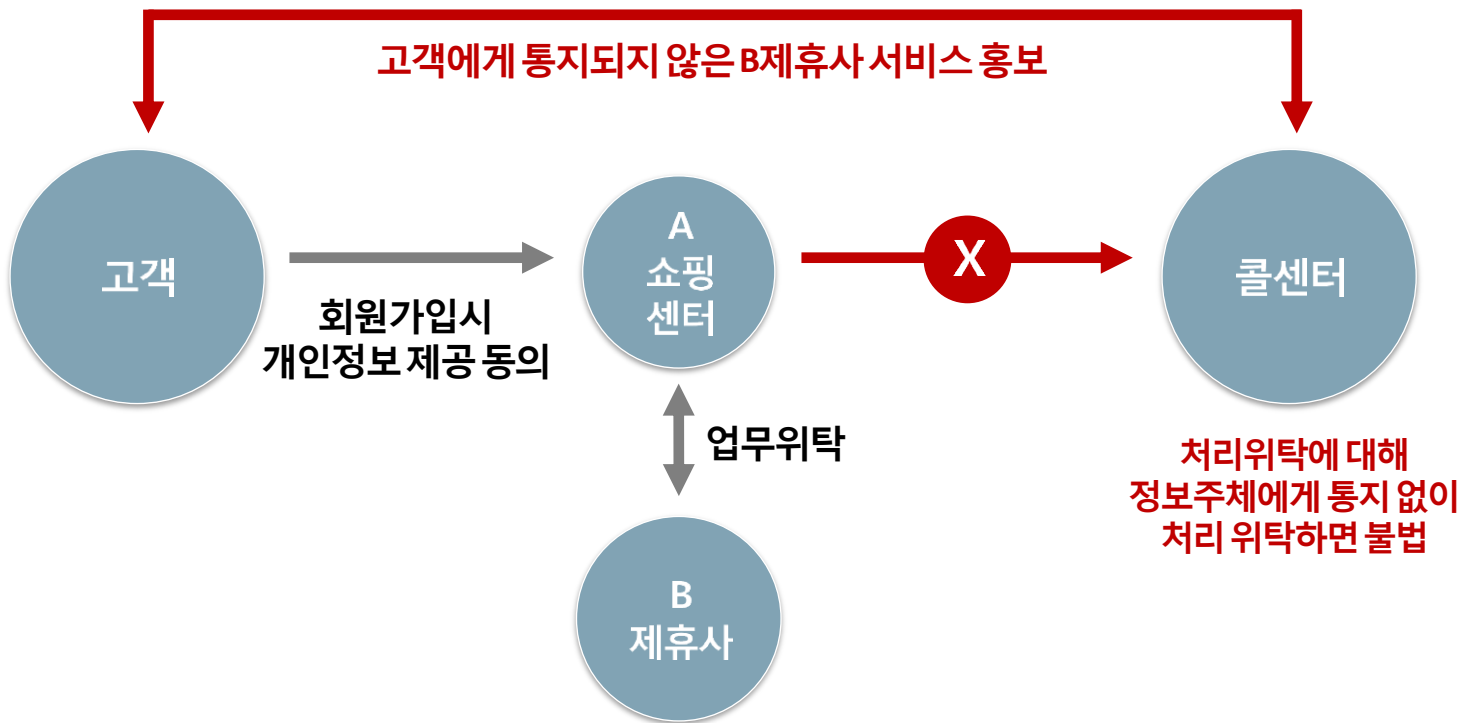 고객에게 통지되지 않은 B제휴사 서비스 홍보
고객
회원가입시
개인정보 제공 동의
A
쇼핑
센터
X
콜센터
업무위탁
처리위탁에 대해
정보주체에게 통지 없이
처리 위탁하면 불법
B
제휴사